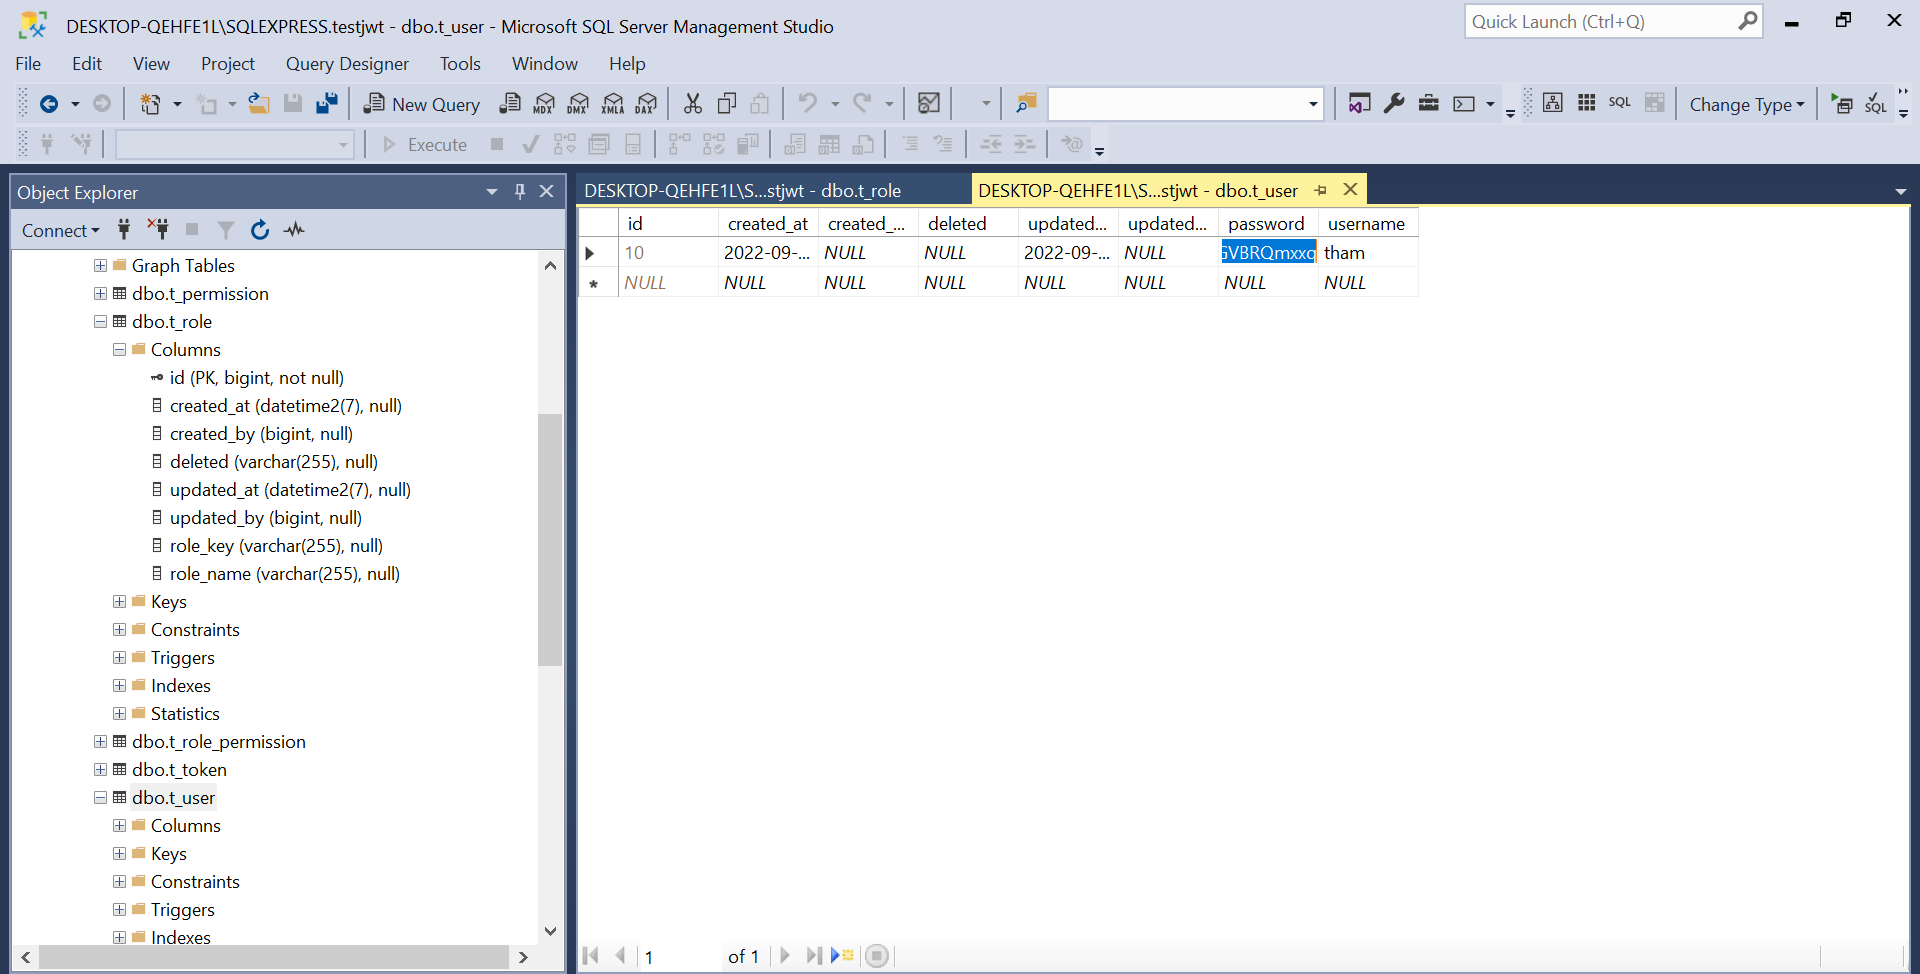 DESKTOP-QEHFE1L\SQLEXPRESS.testjwt - dbo.t_user - Microsoft SQL Server Management Studio
Quick Launch (Ctrl+Q)
File Edit View Project Query Designer Tools Window Help
New Query MDX DMX XMLA DAX SQL Change Type SQL
Execute
Object Explorer
DESKTOP-QEHFE1L\S...stjwt - dbo.t_role
DESKTOP-QEHFE1L\S...stjwt - dbo.t_user
Connect
id created_at created_... deleted updated... updated... password username
10 2022-09-... NULL NULL 2022-09-... NULL GVBRQmxxq tham
NULL NULL NULL NULL NULL NULL NULL NULL
Graph Tables
dbo.t_permission
dbo.t_role
Columns
id (PK, bigint, not null)
created_at (datetime2(7), null)
created_by (bigint, null)
deleted (varchar(255), null)
updated_at (datetime2(7), null)
updated_by (bigint, null)
role_key (varchar(255), null)
role_name (varchar(255), null)
Keys
Constraints
Triggers
Indexes
Statistics
dbo.t_role_permission
dbo.t_token
dbo.t_user
Columns
Keys
Constraints
Triggers
Indexes
1 of 1